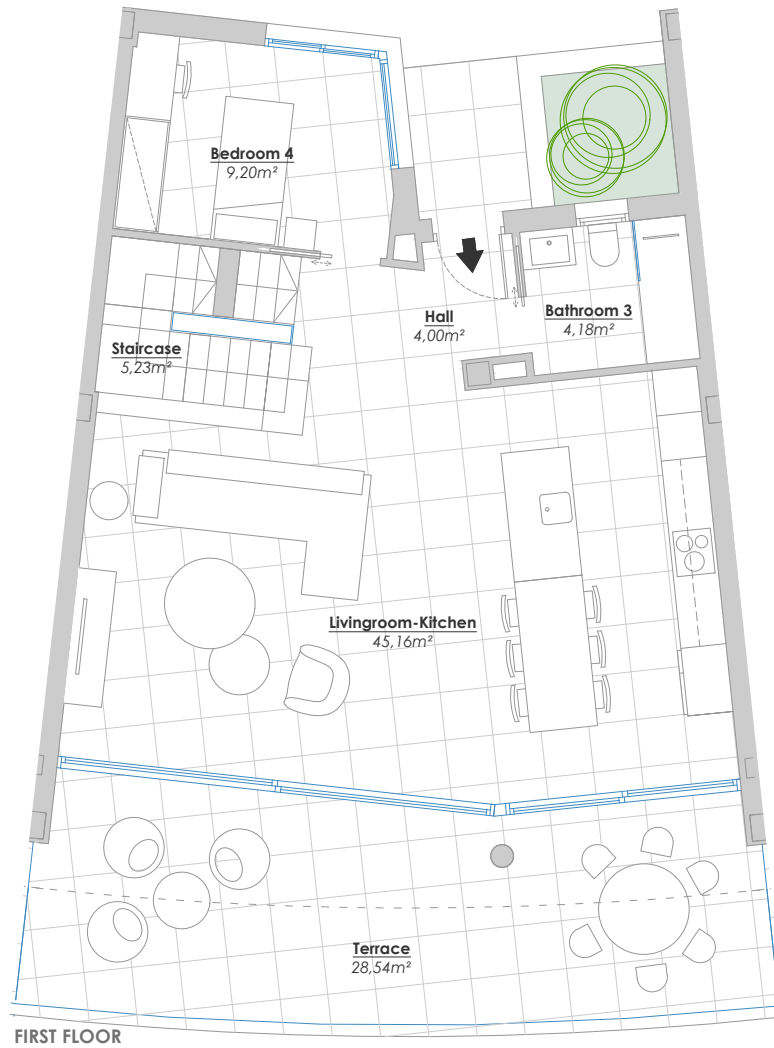 Bedroom 4
9,20m²
Hall
4,00m²
Bathroom 3
4,18m²
Staircase
5,23m²
Livingroom-Kitchen
45,16m²
Terrace
28,54m²
FIRST FLOOR